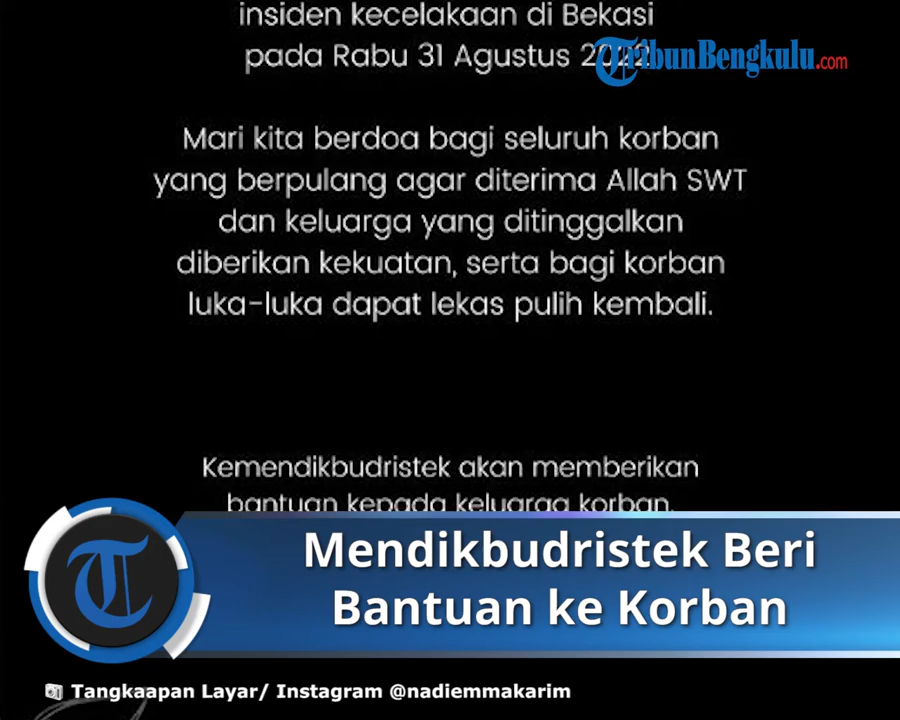 insiden kecelakaan di Bekasi
pada Rabu 31 Agustus 2022
TribunBengkulu.com
Mari kita berdoa bagi seluruh korban
yang berpulang agar diterima Allah SWT
dan keluarga yang ditinggalkan
diberikan kekuatan, serta bagi korban
luka-luka dapat lekas pulih kembali.
Kemendikbudristek akan memberikan
bantuan kepada keluarga korban.
Mendikbudristek Beri
Bantuan ke Korban
Tangkaapan Layar/ Instagram @nadiemmakarim